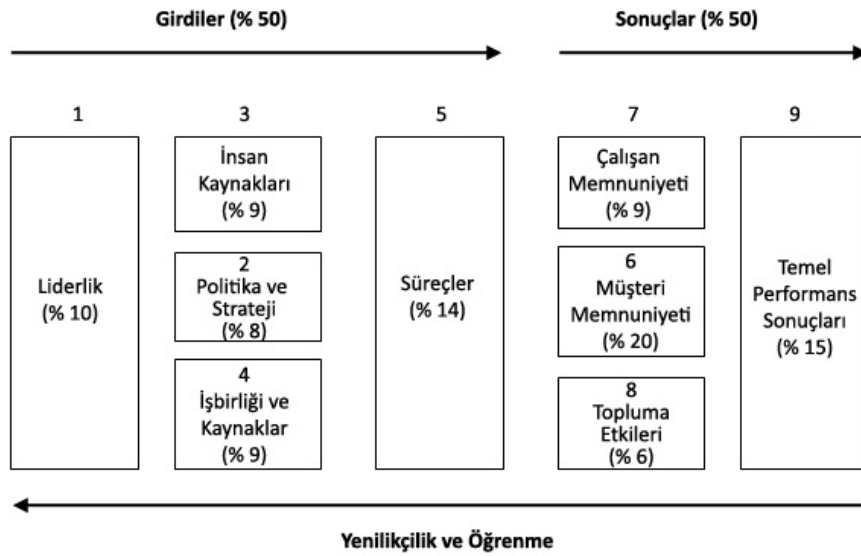 Girdiler (% 50)
Sonuçlar (% 50)
1
3
5
7
9
Liderlik
(% 10)
İnsan
Kaynakları
(% 9)
2
Politika ve
Strateji
(% 8)
4
İşbirliği ve
Kaynaklar
(% 9)
Süreçler
(% 14)
Çalışan
Memnuniyeti
(% 9)
6
Müşteri
Memnuniyeti
(% 20)
8
Topluma
Etkileri
(% 6)
Temel
Performans
Sonuçları
(% 15)
Yenilikçilik ve Öğrenme